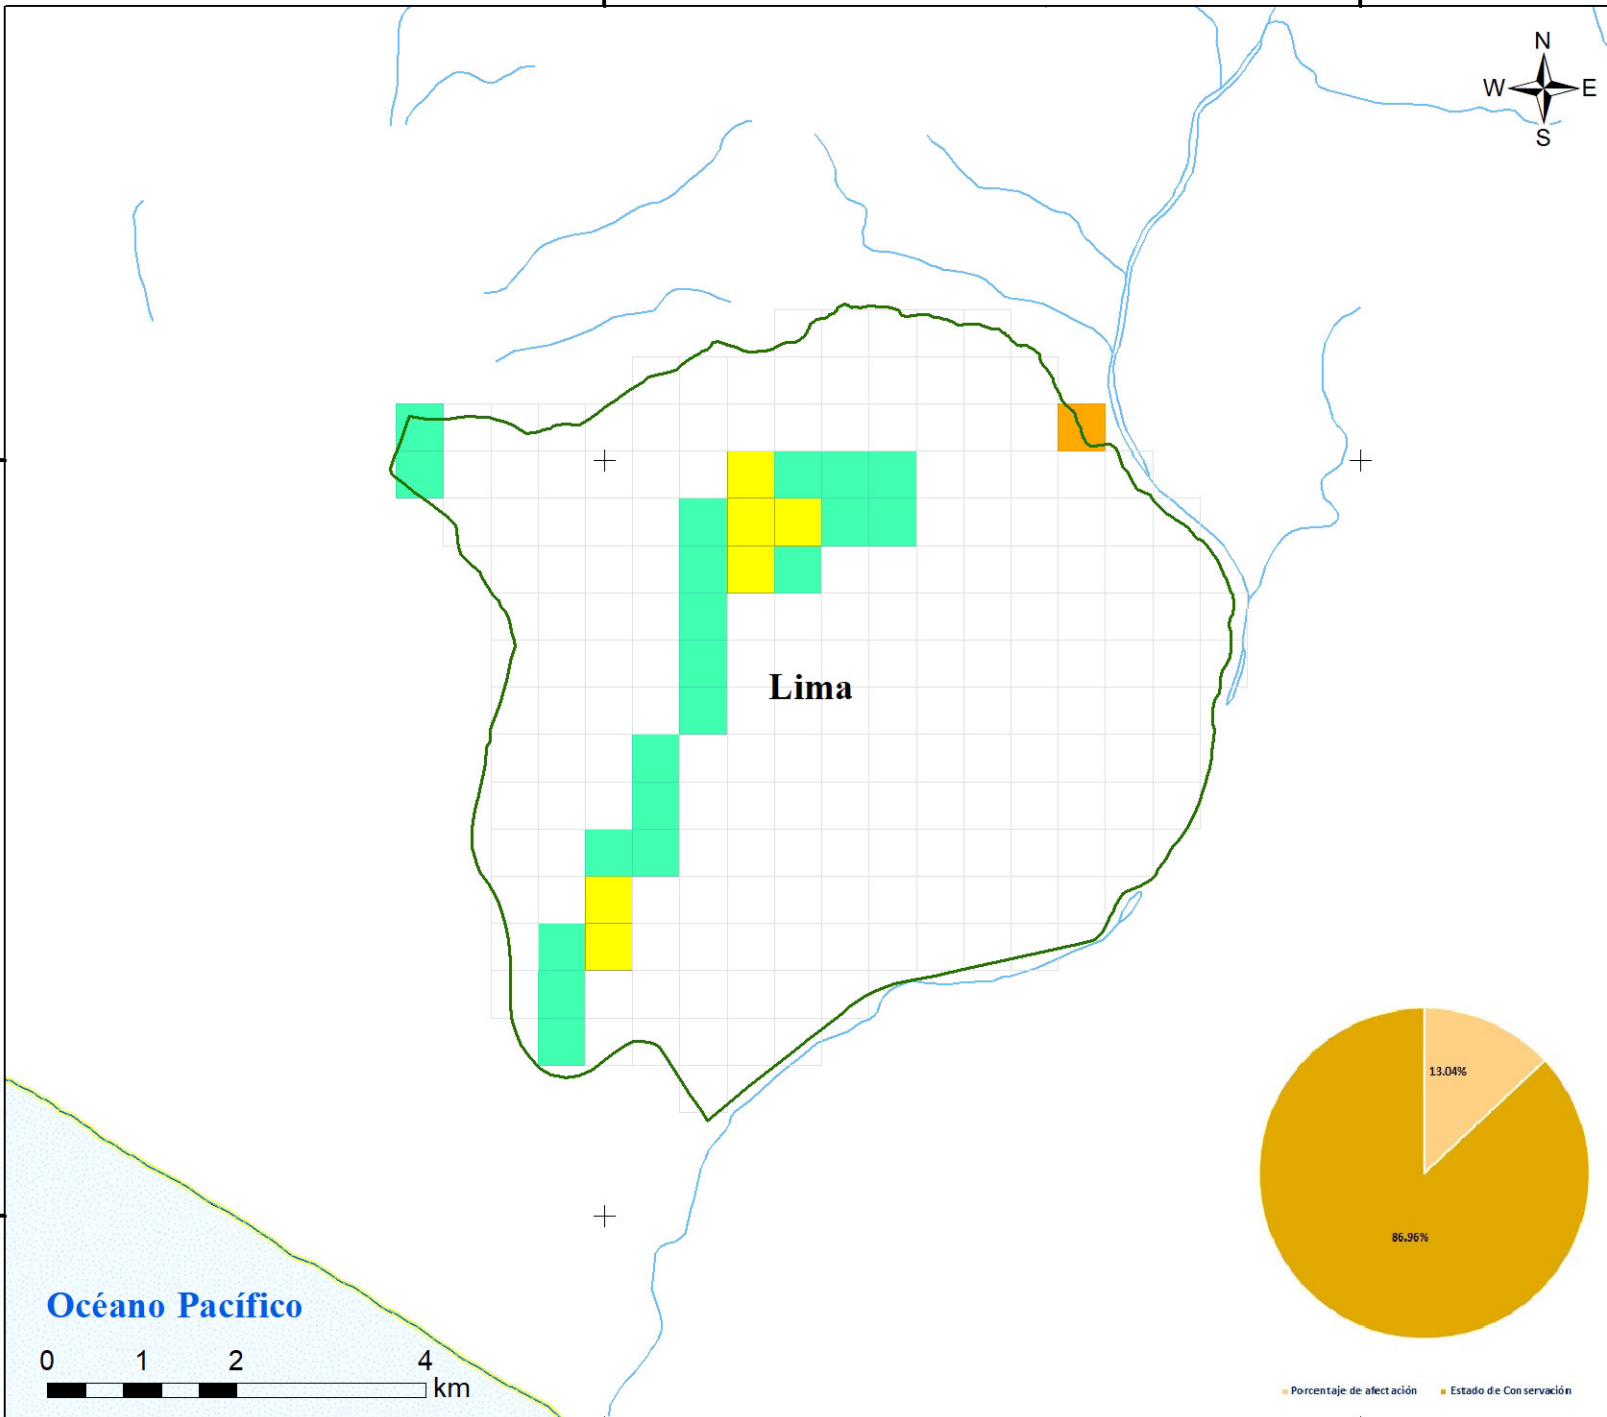 N
W E
S
Lima
13.04%
86.96%
Océano Pacífico
0 1 2 4
km
Porcentaje de afectación Estado de Conservación